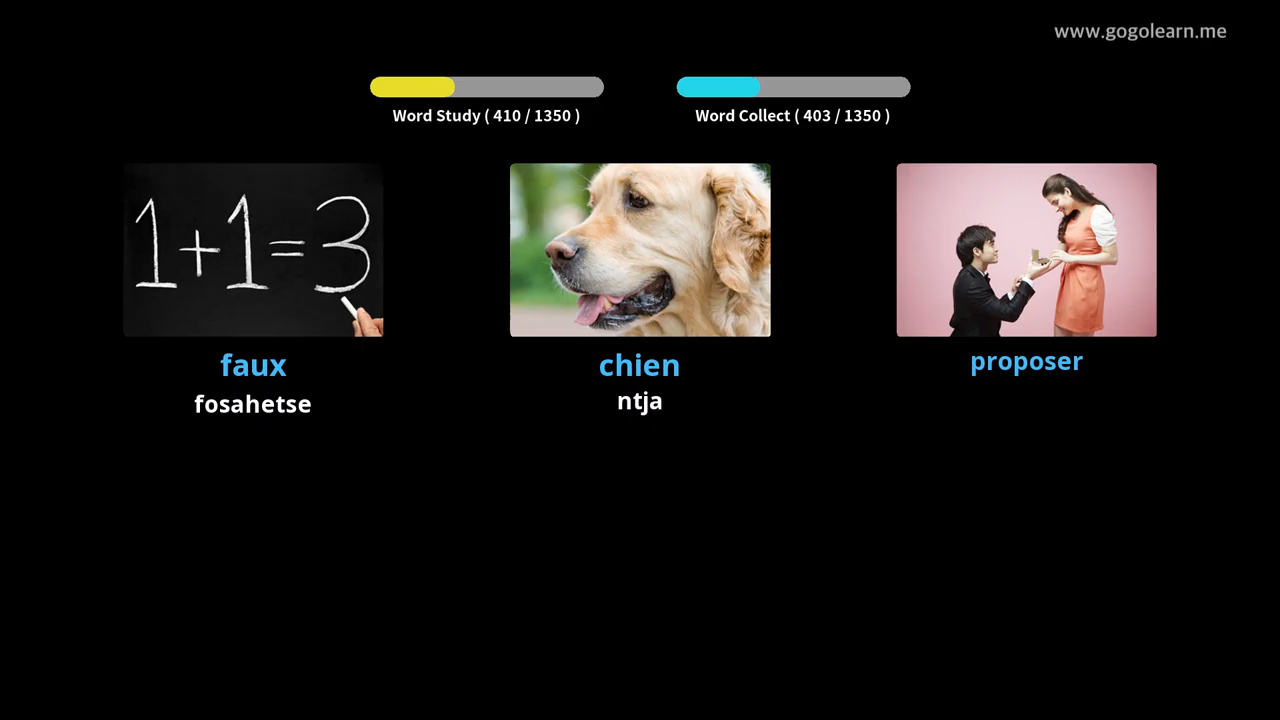 www.gogolearn.me
Word Study ( 410 / 1350 )
Word Collect ( 403 / 1350 )
1+1=3
faux
fosahetse
chien
ntja
proposer